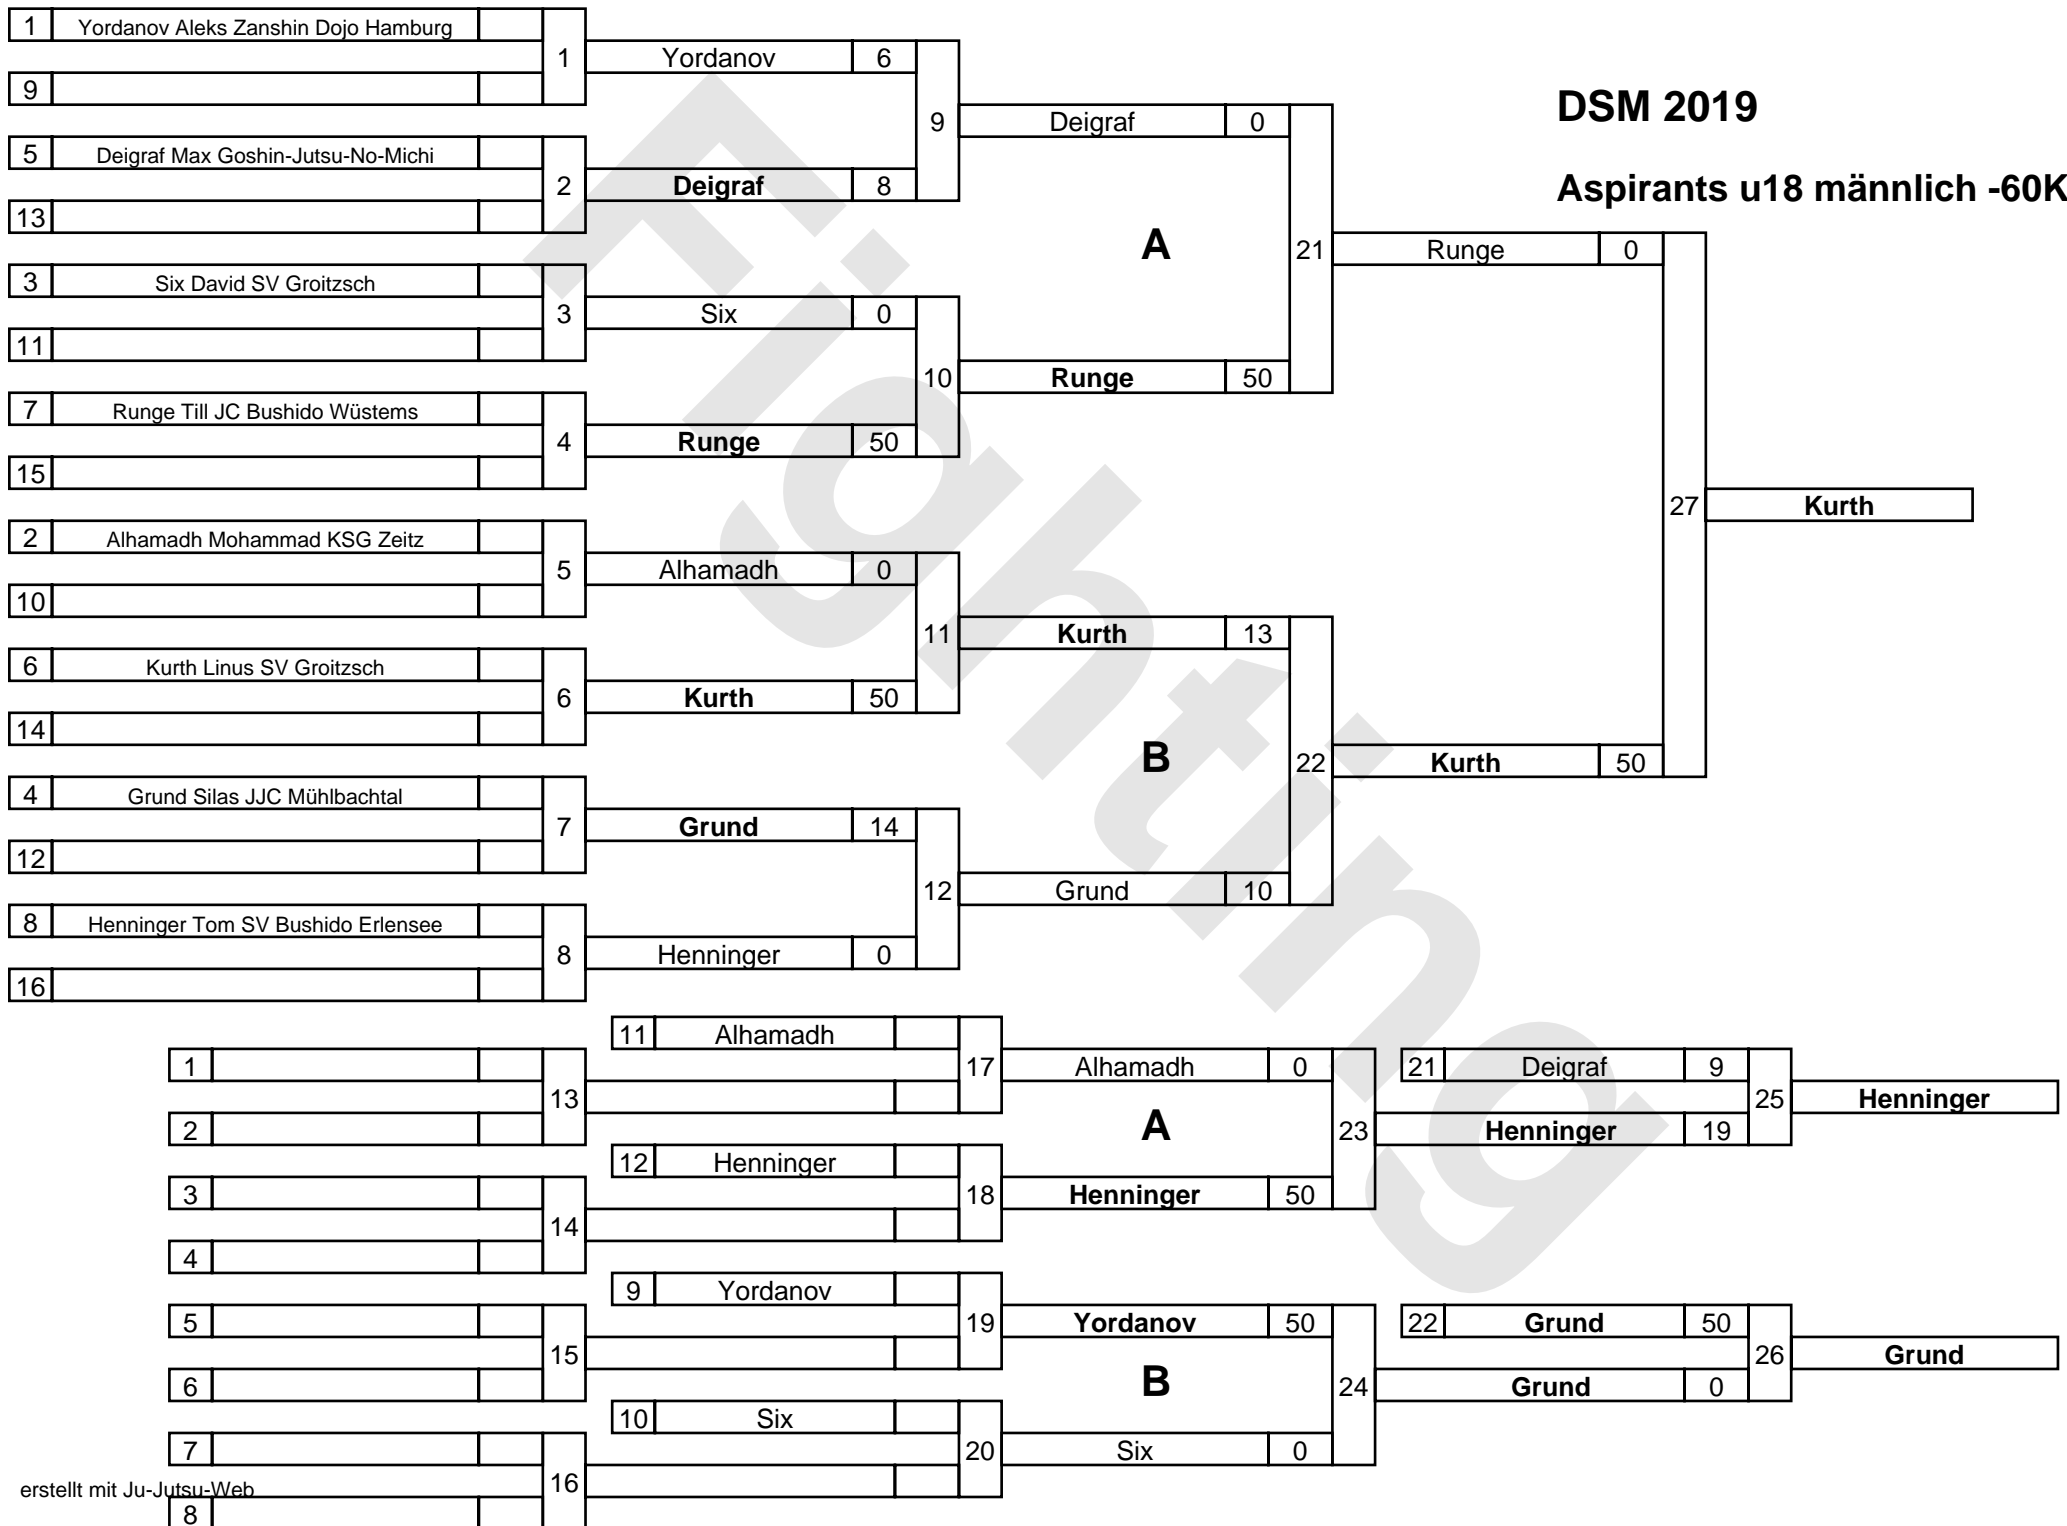 DSM 2019
Aspirants u18 männlich -60K
Fighting
1 Yordanov Aleks Zanshin Dojo Hamburg
1 Yordanov 6
9
9 Deigraf 0
5 Deigraf Max Goshin-Jutsu-No-Michi
2 Deigraf 8
13
A
21 Runge 0
3 Six David SV Groitzsch
3 Six 0
11
10 Runge 50
7 Runge Till JC Bushido Wüstems
4 Runge 50
15
27 Kurth
2 Alhamadh Mohammad KSG Zeitz
5 Alhamadh 0
10
11 Kurth 13
6 Kurth Linus SV Groitzsch
6 Kurth 50
14
B
22 Kurth 50
4 Grund Silas JJC Mühlbachtal
7 Grund 14
12
12 Grund 10
8 Henninger Tom SV Bushido Erlensee
8 Henninger 0
16
11 Alhamadh
1
17 Alhamadh 0
21 Deigraf 9
13
25 Henninger
2
A
23 Henninger 19
12 Henninger
3
18 Henninger 50
14
4
9 Yordanov
5
19 Yordanov 50
22 Grund 50
15
26 Grund
6
B
24 Grund 0
10 Six
7
20 Six 0
16
erstellt mit Ju-Jutsu-Web
8